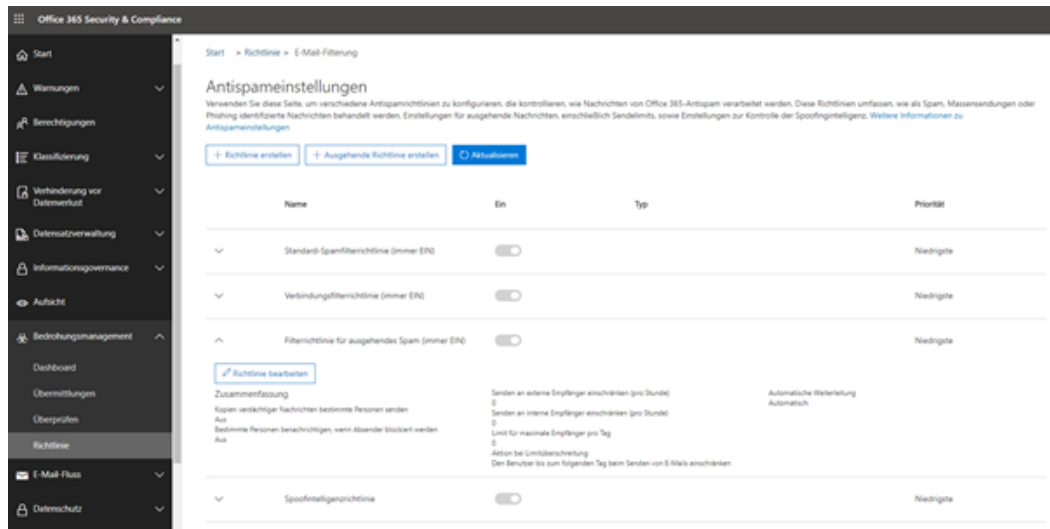 Office 365 Security & Compliance
Start
Warnungen
Berechtigungen
Klassifizierung
Verhinderung vor
Datenverlust
Datensatzverwaltung
Informationsgovernance
Aufsicht
Bedrohungsmanagement
Dashboard
Übermittlungen
Überprüfen
Richtlinie
E-Mail-Fluss
Datenschutz
Start > Richtlinie > E-Mail-Filterung
Antispameinstellungen
Verwenden Sie diese Seite, um verschiedene Antispamrichtlinien zu konfigurieren, die kontrollieren, wie Nachrichten von Office 365-Antispam verarbeitet werden. Diese Richtlinien umfassen, wie als Spam, Massensendungen oder
Phishing identifizierte Nachrichten behandelt werden, Einstellungen für ausgehende Nachrichten, einschließlich Sendelimits, sowie Einstellungen zur Kontrolle der Spoofingintelligenz. Weitere Informationen zu
Antispameinstellungen
+ Richtlinie erstellen + Ausgehende Richtlinie erstellen Aktualisieren
Name Ein Typ Priorität
Standard-Spamfilterrichtlinie (immer EIN) Niedrigste
Verbindungsfilterrichtlinie (immer EIN) Niedrigste
Filterrichtlinie für ausgehendes Spam (immer EIN) Niedrigste
Richtlinie bearbeiten
Zusammenfassung
Kopien verdächtiger Nachrichten bestimmte Personen senden
Aus
Bestimmte Personen benachrichtigen, wenn Absender blockiert werden
Aus
Senden an externe Empfänger einschränken (pro Stunde)
0
Senden an interne Empfänger einschränken (pro Stunde)
0
Limit für maximale Empfänger pro Tag
0
Aktion bei Limitüberschreitung
Den Benutzer bis zum folgenden Tag beim Senden von E-Mails einschränken
Automatische Weiterleitung
Automatisch
Spoofintelligenzrichtlinie Niedrigste